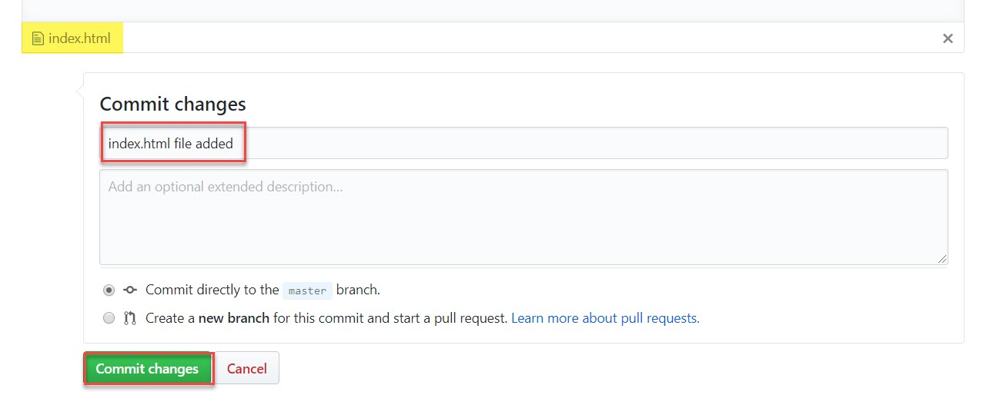 index.html
Commit changes
index.html file added
Add an optional extended description...
Commit directly to the master branch.
Create a new branch for this commit and start a pull request. Learn more about pull requests.
Commit changes Cancel